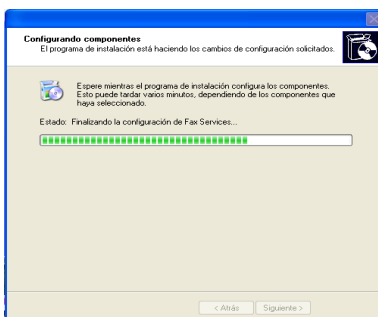 Configurando componentes
El programa de instalación está haciendo los cambios de configuración solicitados.
Espere mientras el programa de instalación configura los componentes.
Esto puede tardar varios minutos, dependiendo de los componentes que
haya seleccionado.
Estado: Finalizando la configuración de Fax Services...
< Atrás
Siguiente >